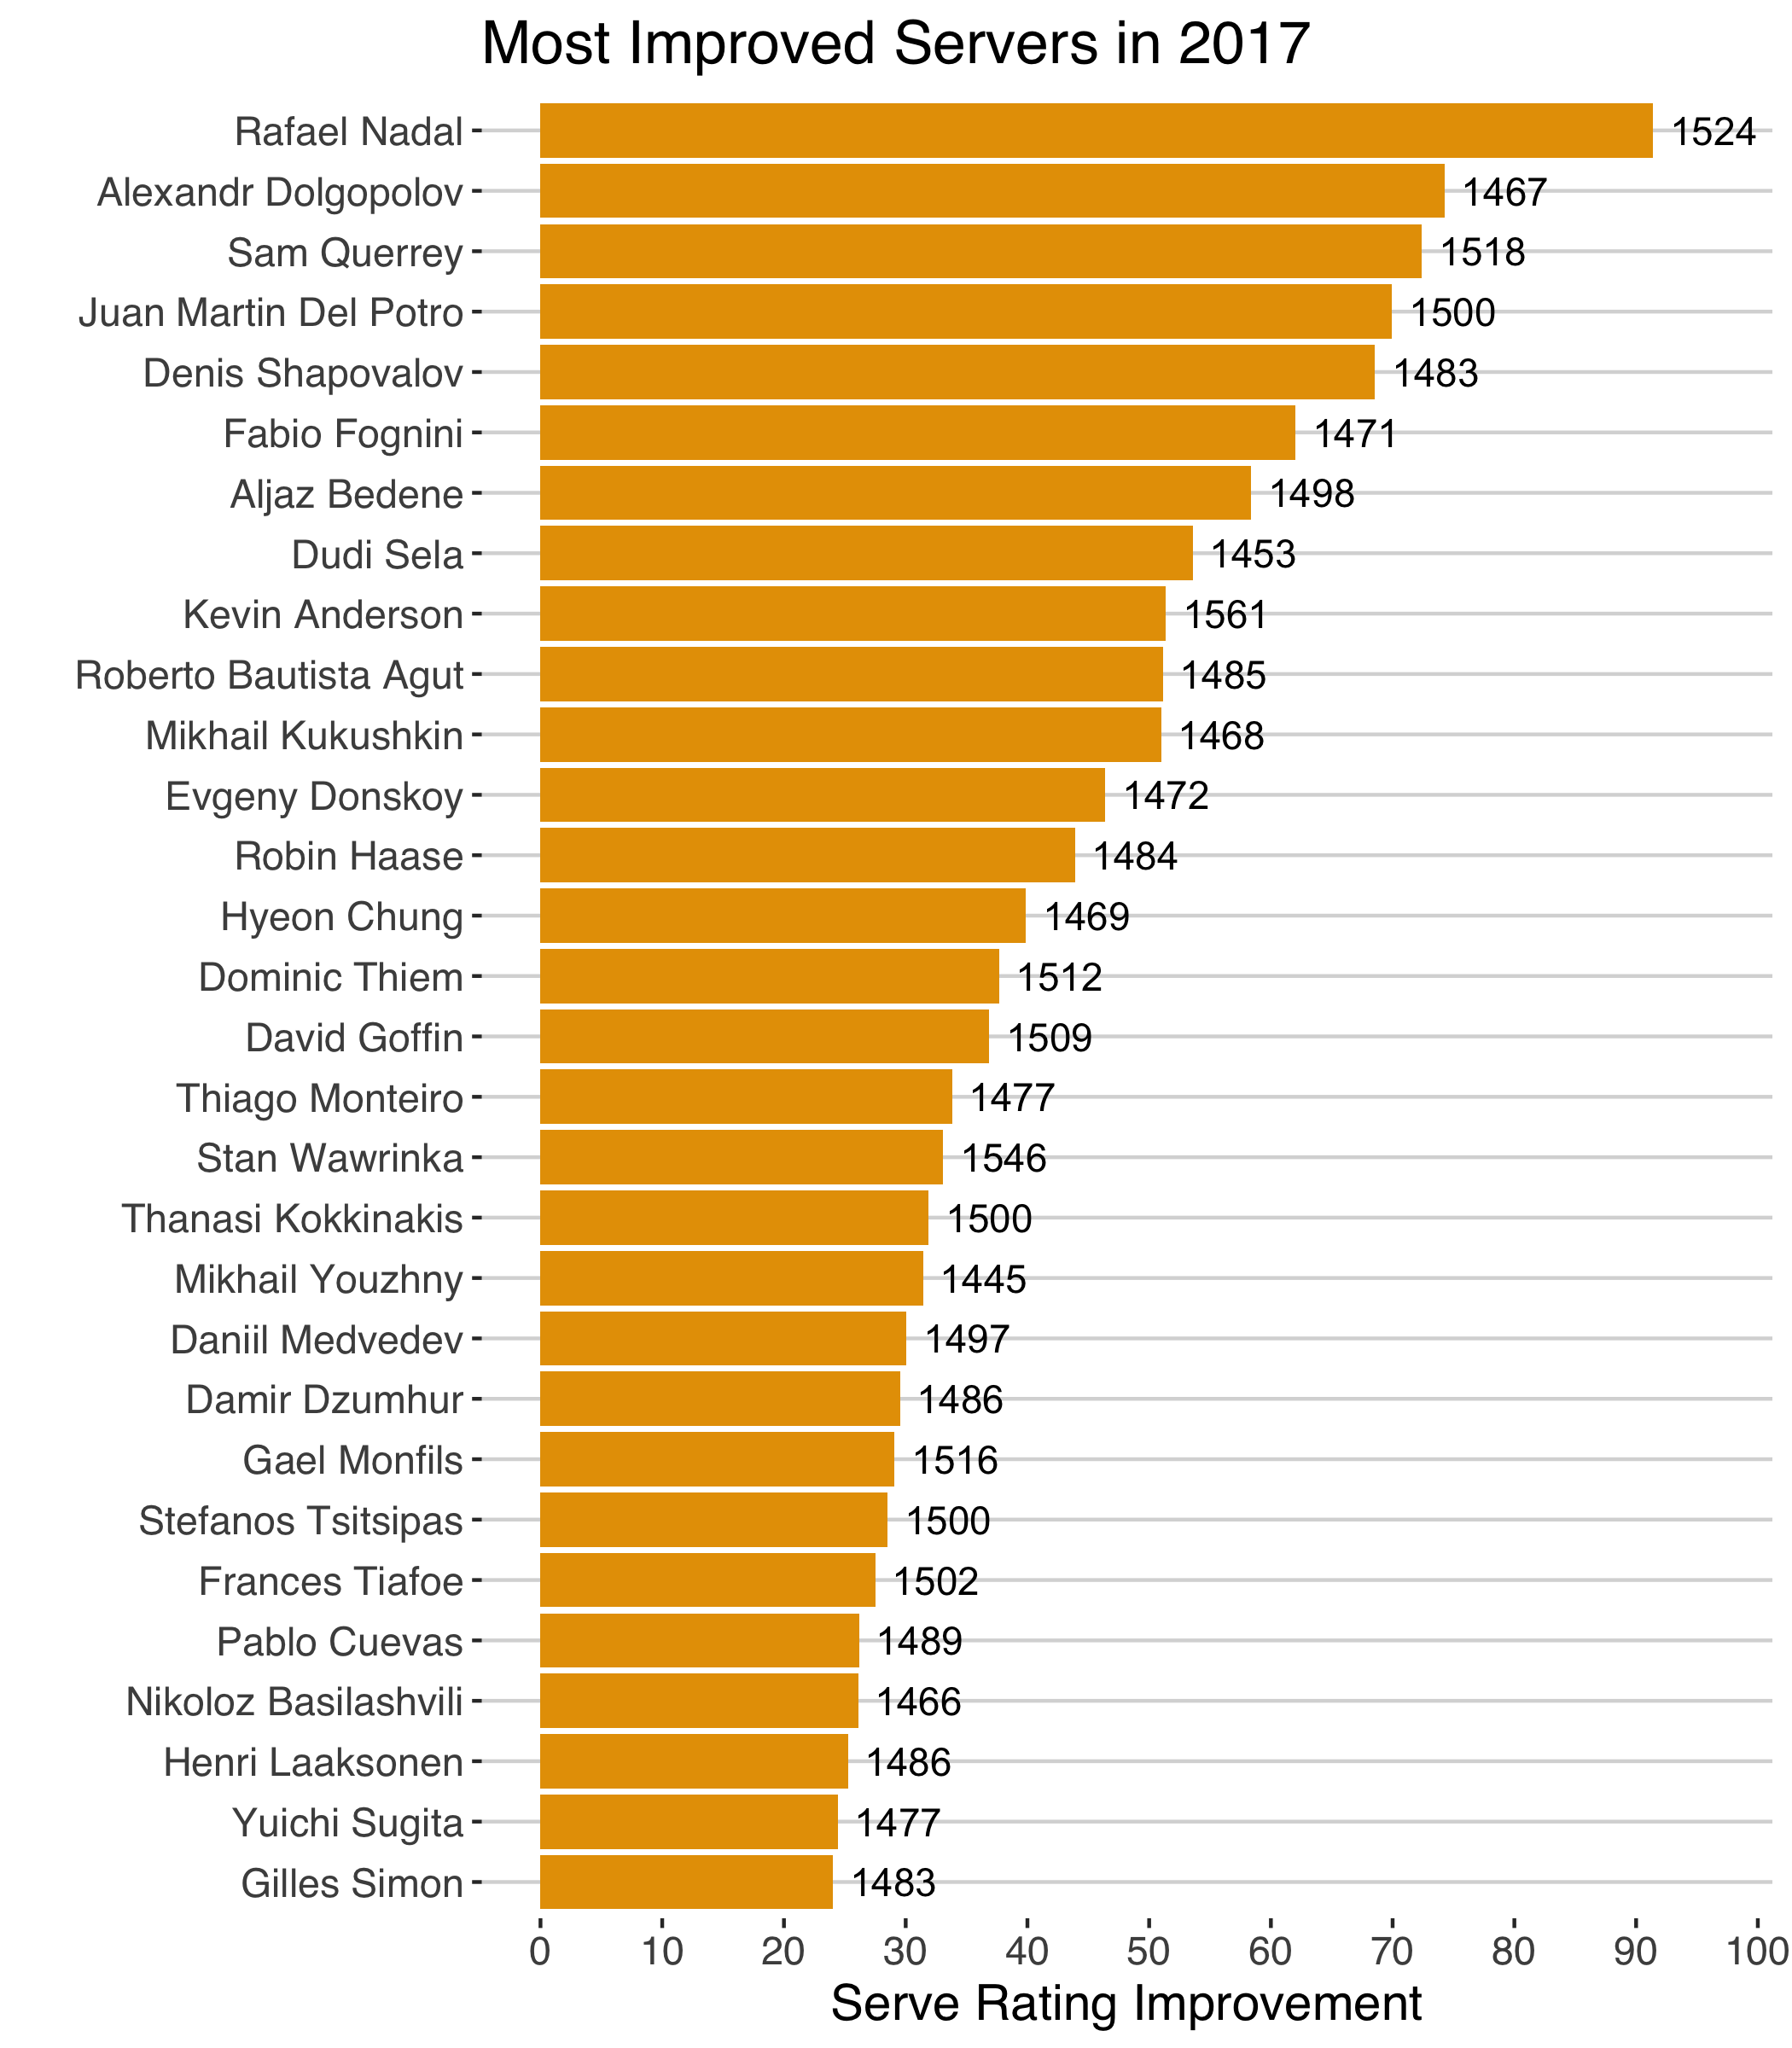 Most Improved Servers in 2017
Rafael Nadal 1524
Alexandr Dolgopolov 1467
Sam Querrey 1518
Juan Martin Del Potro 1500
Denis Shapovalov 1483
Fabio Fognini 1471
Aljaz Bedene 1498
Dudi Sela 1453
Kevin Anderson 1561
Roberto Bautista Agut 1485
Mikhail Kukushkin 1468
Evgeny Donskoy 1472
Robin Haase 1484
Hyeon Chung 1469
Dominic Thiem 1512
David Goffin 1509
Thiago Monteiro 1477
Stan Wawrinka 1546
Thanasi Kokkinakis 1500
Mikhail Youzhny 1445
Daniil Medvedev 1497
Damir Dzumhur 1486
Gael Monfils 1516
Stefanos Tsitsipas 1500
Frances Tiafoe 1502
Pablo Cuevas 1489
Nikoloz Basilashvili 1466
Henri Laaksonen 1486
Yuichi Sugita 1477
Gilles Simon 1483
0 10 20 30 40 50 60 70 80 90 100
Serve Rating Improvement